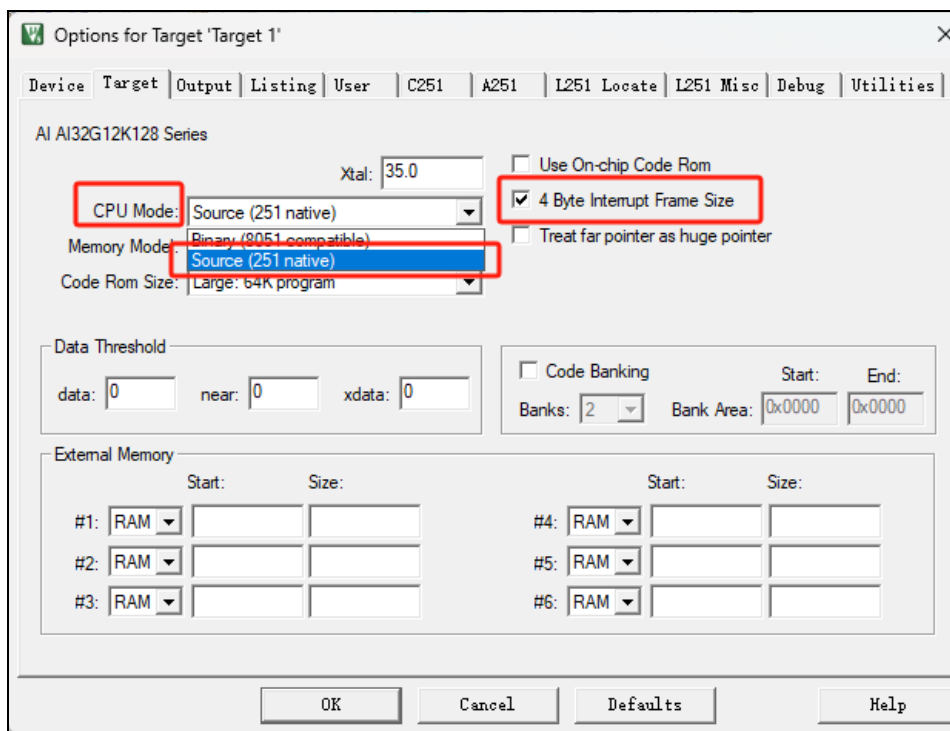 Options for Target 'Target 1'
Device Target Output Listing User C251 A251 L251 Locate L251 Misc Debug Utilities
AI AI32G12K128 Series
Xtal: 35.0
Use On-chip Code Rom
CPU Mode: Source (251 native)
4 Byte Interrupt Frame Size
Binary (8051 compatible)
Memory Model:
Treat far pointer as huge pointer
Source (251 native)
Code Rom Size: Large: 64K program
Data Threshold
data: 0 near: 0 xdata: 0
Code Banking Start: End:
Banks: 2 Bank Area: 0x0000 0x0000
External Memory
Start: Size: Start: Size:
#1: RAM #4: RAM
#2: RAM #5: RAM
#3: RAM #6: RAM
OK Cancel Defaults Help